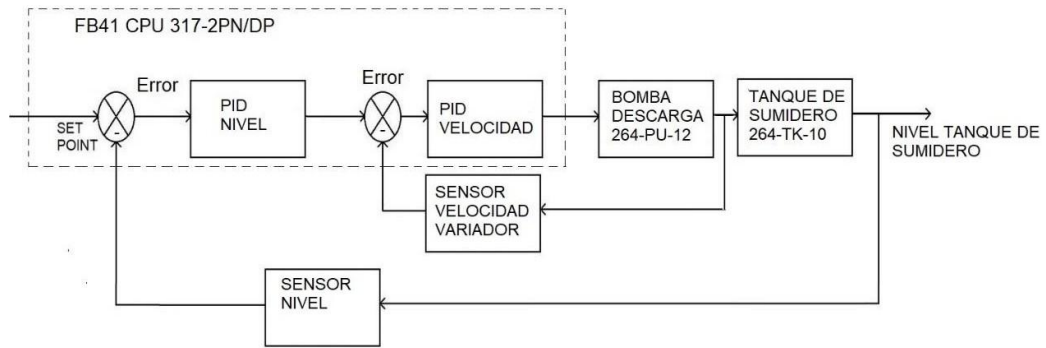 FB41 CPU 317-2PN/DP
Error
Error
SET
POINT
-
PID
NIVEL
-
PID
VELOCIDAD
BOMBA
DESCARGA
264-PU-12
TANQUE DE
SUMIDERO
264-TK-10
NIVEL TANQUE DE
SUMIDERO
SENSOR
VELOCIDAD
VARIADOR
SENSOR
NIVEL